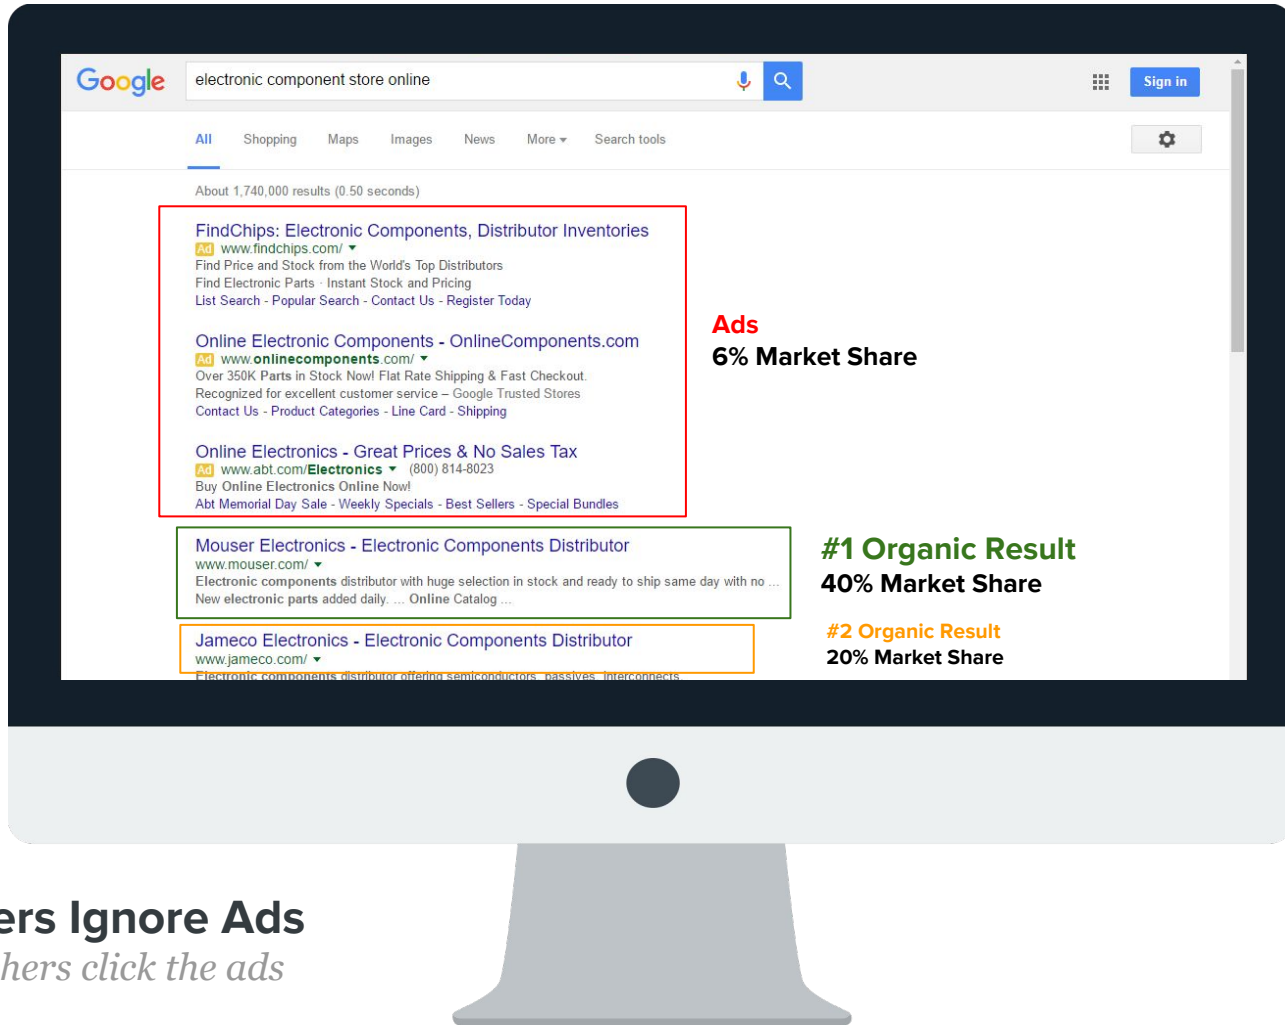 Google
electronic component store online
Sign in
All Shopping Maps Images News More Search tools
About 1,740,000 results (0.50 seconds)
FindChips: Electronic Components, Distributor Inventories
Ad www.findchips.com/
Find Price and Stock from the World's Top Distributors
Find Electronic Parts · Instant Stock and Pricing
List Search - Popular Search - Contact Us - Register Today
Online Electronic Components - OnlineComponents.com
Ad www.onlinecomponents.com/
Over 350K Parts in Stock Now! Flat Rate Shipping & Fast Checkout.
Recognized for excellent customer service – Google Trusted Stores
Contact Us - Product Categories - Line Card - Shipping
Online Electronics - Great Prices & No Sales Tax
Ad www.abt.com/Electronics (800) 814-8023
Buy Online Electronics Online Now!
Abt Memorial Day Sale - Weekly Specials - Best Sellers - Special Bundles
Ads
6% Market Share
Mouser Electronics - Electronic Components Distributor
www.mouser.com/
Electronic components distributor with huge selection in stock and ready to ship same day with no ...
New electronic parts added daily. ... Online Catalog ...
#1 Organic Result
40% Market Share
Jameco Electronics - Electronic Components Distributor
www.jameco.com/
Electronic components distributor offering semiconductors, passives, interconnects
#2 Organic Result
20% Market Share
ers Ignore Ads
hers click the ads